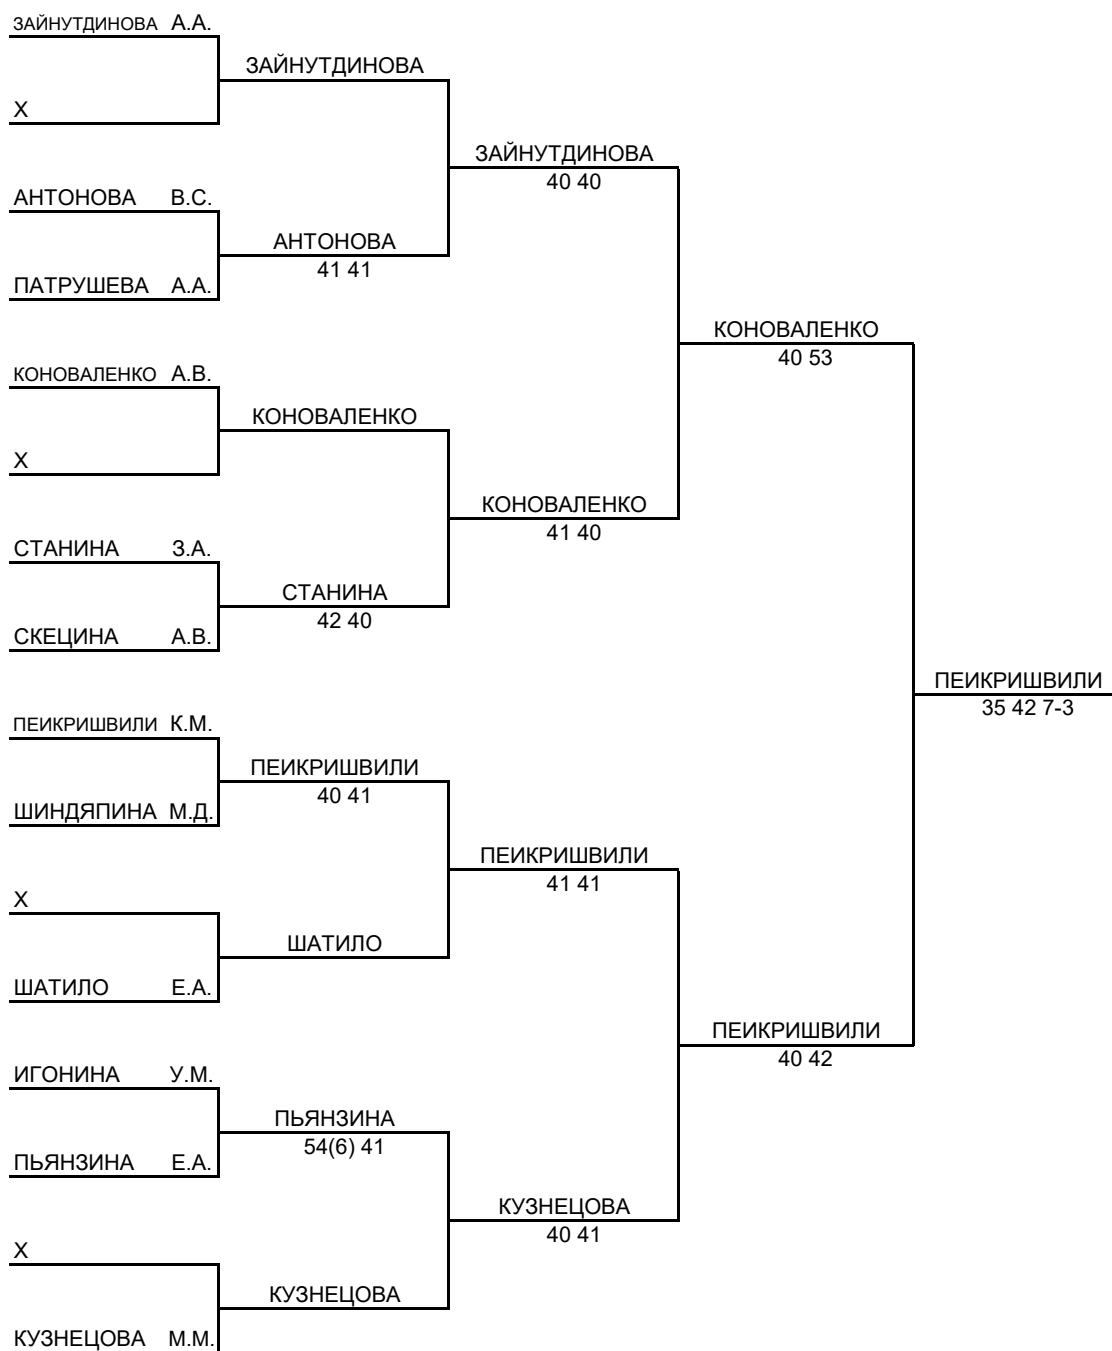 ЗАЙНУТДИНОВА А.А.
ЗАЙНУТДИНОВА
X
ЗАЙНУТДИНОВА
40 40
АНТОНОВА В.С.
АНТОНОВА
41 41
ПАТРУШЕВА А.А.
КОНОВАЛЕНКО
40 53
КОНОВАЛЕНКО А.В.
КОНОВАЛЕНКО
X
КОНОВАЛЕНКО
41 40
СТАНИНА З.А.
СТАНИНА
42 40
СКЕЦИНА А.В.
ПЕИКРИШВИЛИ
35 42 7-3
ПЕИКРИШВИЛИ К.М.
ПЕИКРИШВИЛИ
40 41
ШИНДЯПИНА М.Д.
ПЕИКРИШВИЛИ
41 41
X
ШАТИЛО
ШАТИЛО Е.А.
ПЕИКРИШВИЛИ
40 42
ИГОНИНА У.М.
ПЬЯНЗИНА
54(6) 41
ПЬЯНЗИНА Е.А.
КУЗНЕЦОВА
40 41
X
КУЗНЕЦОВА
КУЗНЕЦОВА М.М.